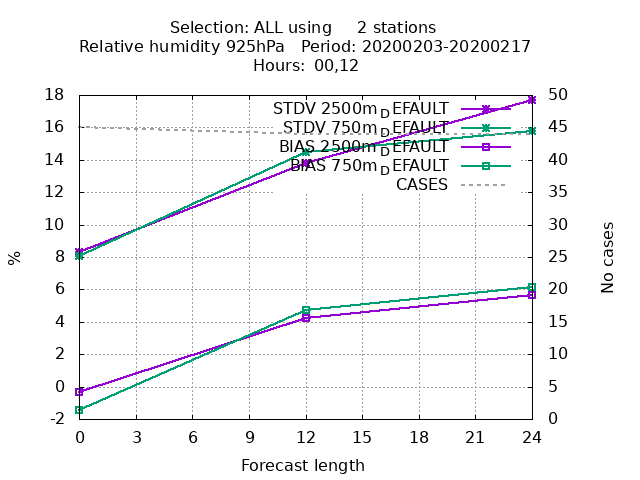 Selection: ALL using     2 stations
Relative humidity 925hPa   Period: 20200203-20200217
Hours:  00,12
STDV 2500m_DEFAULT
STDV 750m_DEFAULT
BIAS 2500m_DEFAULT
BIAS 750m_DEFAULT
CASES
%
18
16
14
12
10
8
6
4
2
0
-2
50
45
40
35
30
25
20
15
10
5
0
No cases
0 3 6 9 12 15 18 21 24
Forecast length